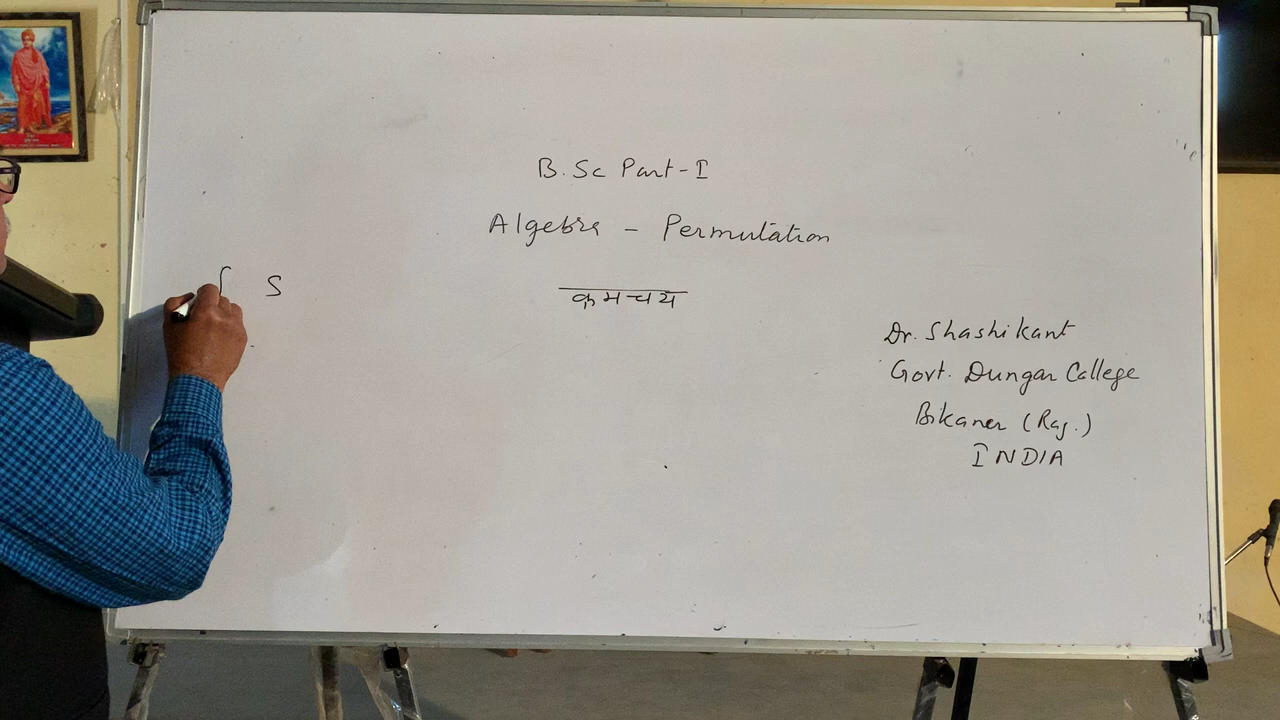 B.Sc Part-I
Algebra - Permutation
क्रमचय
S
Dr. Shashikant
Govt. Dungar College
Bikaner (Raj.)
INDIA